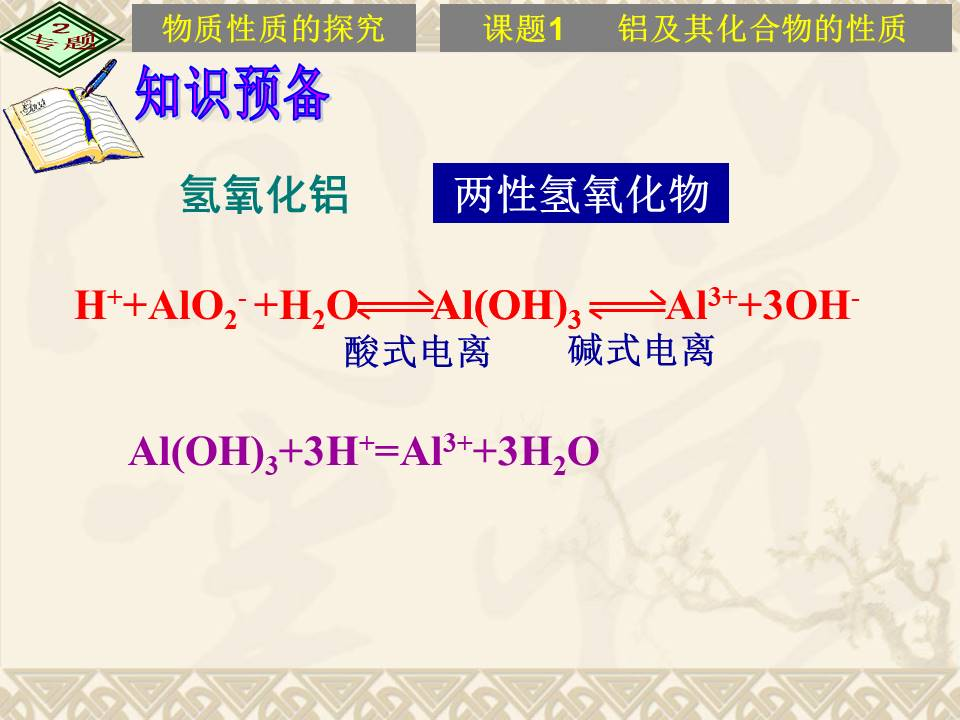 2
专题
物质性质的探究
课题1 铝及其化合物的性质
知识预备
氢氧化铝 两性氢氧化物
H⁺+AlO₂⁻+H₂O⇌Al(OH)₃⇌Al³⁺+3OH⁻
酸式电离 碱式电离
Al(OH)₃+3H⁺=Al³⁺+3H₂O